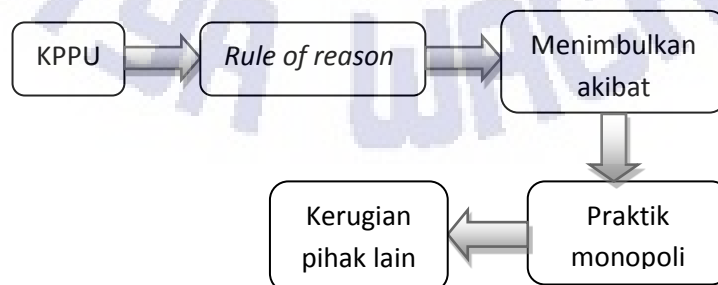 KPPU
Rule of reason
Menimbulkan
akibat
Praktik
monopoli
Kerugian
pihak lain